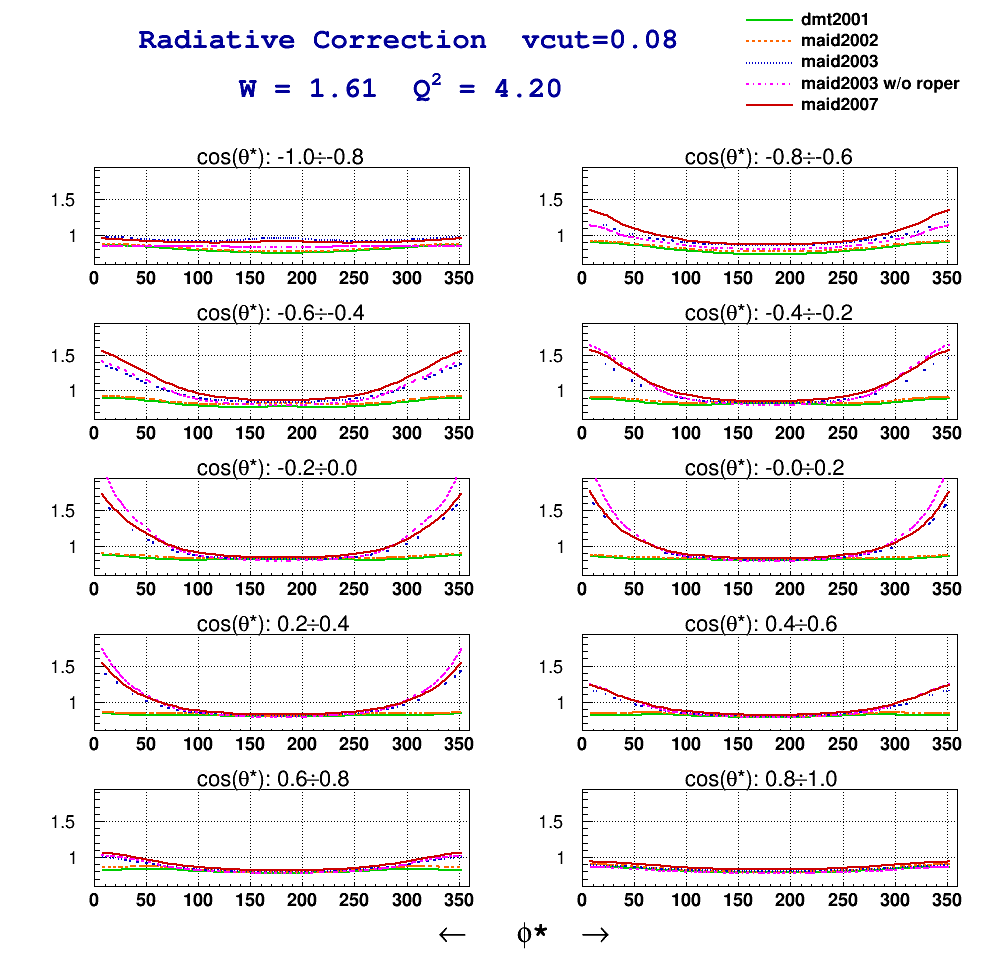 Radiative Correction vcut=0.08
W = 1.61 Q² = 4.20
dmt2001
maid2002
maid2003
maid2003 w/o roper
maid2007
cos(θ*): -1.0÷-0.8
1.5
1
0 50 100 150 200 250 300 350
cos(θ*): -0.8÷-0.6
1.5
1
0 50 100 150 200 250 300 350
cos(θ*): -0.6÷-0.4
1.5
1
0 50 100 150 200 250 300 350
cos(θ*): -0.4÷-0.2
1.5
1
0 50 100 150 200 250 300 350
cos(θ*): -0.2÷0.0
1.5
1
0 50 100 150 200 250 300 350
cos(θ*): -0.0÷0.2
1.5
1
0 50 100 150 200 250 300 350
cos(θ*): 0.2÷0.4
1.5
1
0 50 100 150 200 250 300 350
cos(θ*): 0.4÷0.6
1.5
1
0 50 100 150 200 250 300 350
cos(θ*): 0.6÷0.8
1.5
1
0 50 100 150 200 250 300 350
cos(θ*): 0.8÷1.0
1.5
1
0 50 100 150 200 250 300 350
← ϕ* →